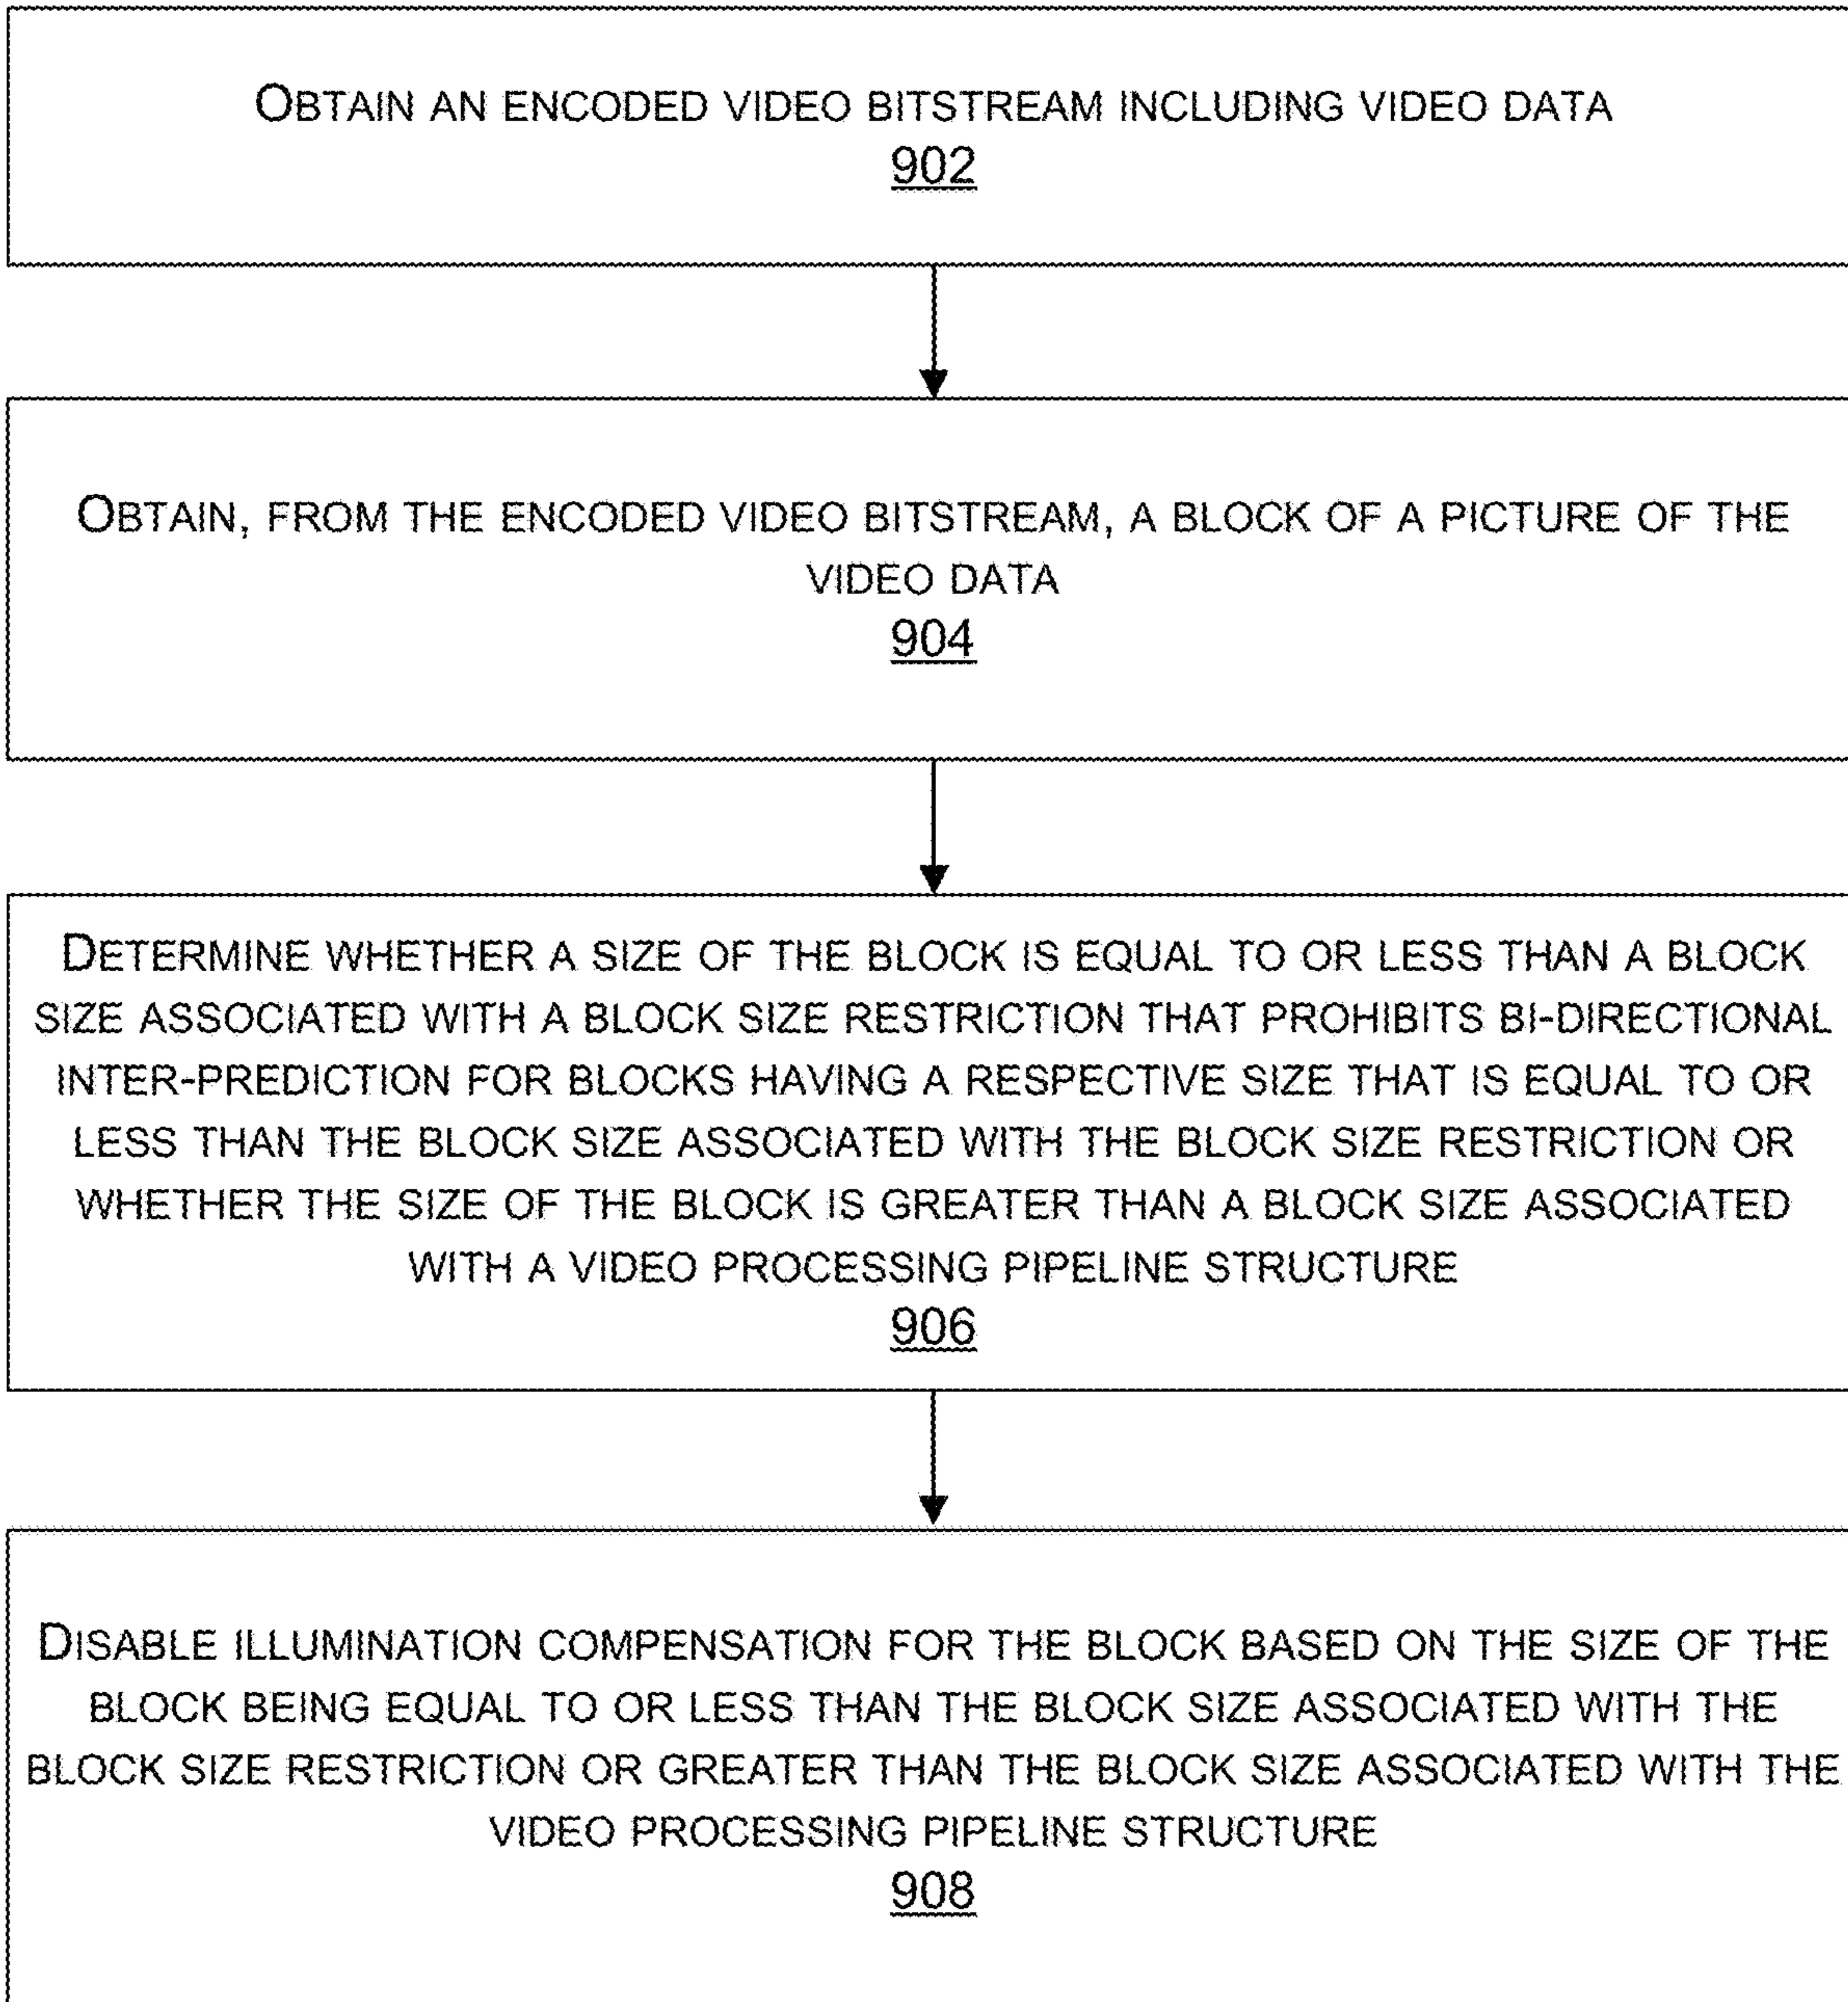 OBTAIN AN ENCODED VIDEO BITSTREAM INCLUDING VIDEO DATA
902
OBTAIN, FROM THE ENCODED VIDEO BITSTREAM, A BLOCK OF A PICTURE OF THE
VIDEO DATA
904
DETERMINE WHETHER A SIZE OF THE BLOCK IS EQUAL TO OR LESS THAN A BLOCK
SIZE ASSOCIATED WITH A BLOCK SIZE RESTRICTION THAT PROHIBITS BI-DIRECTIONAL
INTER-PREDICTION FOR BLOCKS HAVING A RESPECTIVE SIZE THAT IS EQUAL TO OR
LESS THAN THE BLOCK SIZE ASSOCIATED WITH THE BLOCK SIZE RESTRICTION OR
WHETHER THE SIZE OF THE BLOCK IS GREATER THAN A BLOCK SIZE ASSOCIATED
WITH A VIDEO PROCESSING PIPELINE STRUCTURE
906
DISABLE ILLUMINATION COMPENSATION FOR THE BLOCK BASED ON THE SIZE OF THE
BLOCK BEING EQUAL TO OR LESS THAN THE BLOCK SIZE ASSOCIATED WITH THE
BLOCK SIZE RESTRICTION OR GREATER THAN THE BLOCK SIZE ASSOCIATED WITH THE
VIDEO PROCESSING PIPELINE STRUCTURE
908